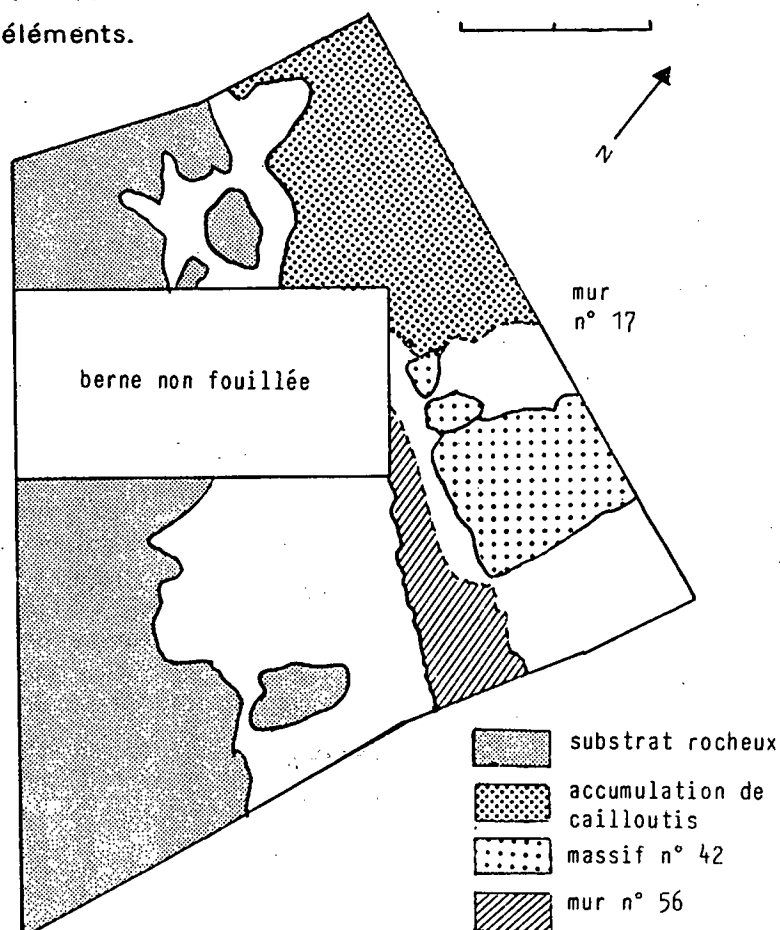 éléments.
N
mur
n° 17
berne non fouillée
substrat rocheux
accumulation de
cailloutis
massif n° 42
mur n° 56